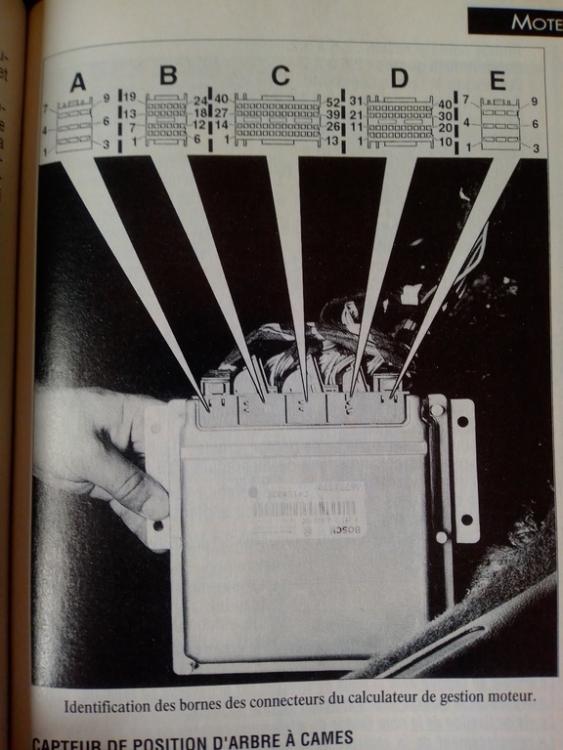 MOTE
A B C D E
7 9 19 24 40 52 31 40 7 9
4 6 13 18 27 39 21 30 4 6
7 12 14 26 11 20
1 3 1 6 1 13 1 10 1 3
BOSCH
Identification des bornes des connecteurs du calculateur de gestion moteur.
CAPTEUR DE POSITION D'ARBRE À CAMES